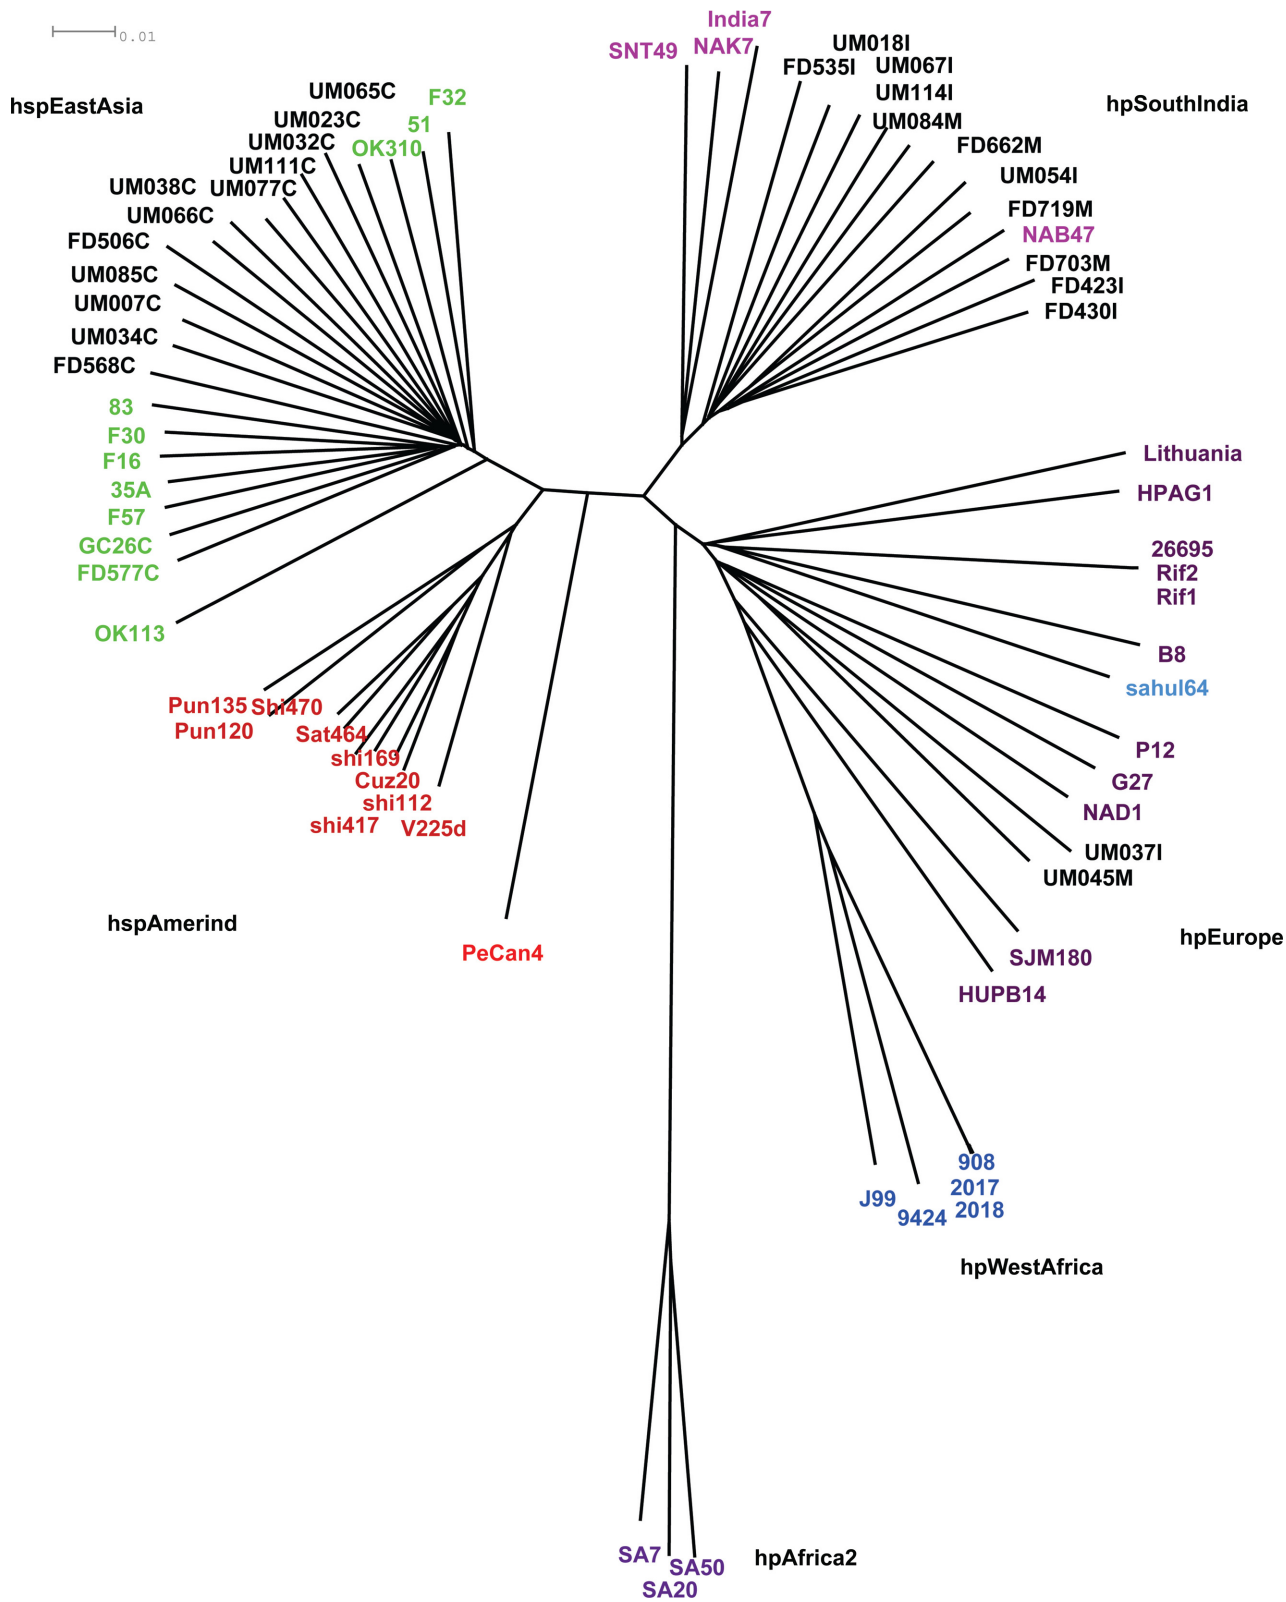 0.01
hspEastAsia
UM065C
F32
UM023C
51
UM032C
OK310
UM111C
UM038C
UM077C
UM066C
FD506C
UM085C
UM007C
UM034C
FD568C
83
F30
F16
35A
F57
GC26C
FD577C
OK113
India7
SNT49
NAK7
UM018I
FD535I
UM067I
UM114I
UM084M
hpSouthIndia
FD662M
UM054I
FD719M
NAB47
FD703M
FD423I
FD430I
Lithuania
HPAG1
26695
Rif2
Rif1
B8
sahul64
P12
G27
NAD1
UM037I
UM045M
hpEurope
SJM180
HUPB14
Pun135
Shi470
Pun120
Sat464
shi169
Cuz20
shi112
shi417
V225d
hspAmerind
PeCan4
908
2017
J99
2018
9424
hpWestAfrica
SA7
SA50
SA20
hpAfrica2